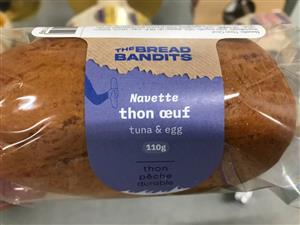 THE BREAD
BANDITS
Navette
thon œuf
tuna & egg
110g
thon
pêche
durable